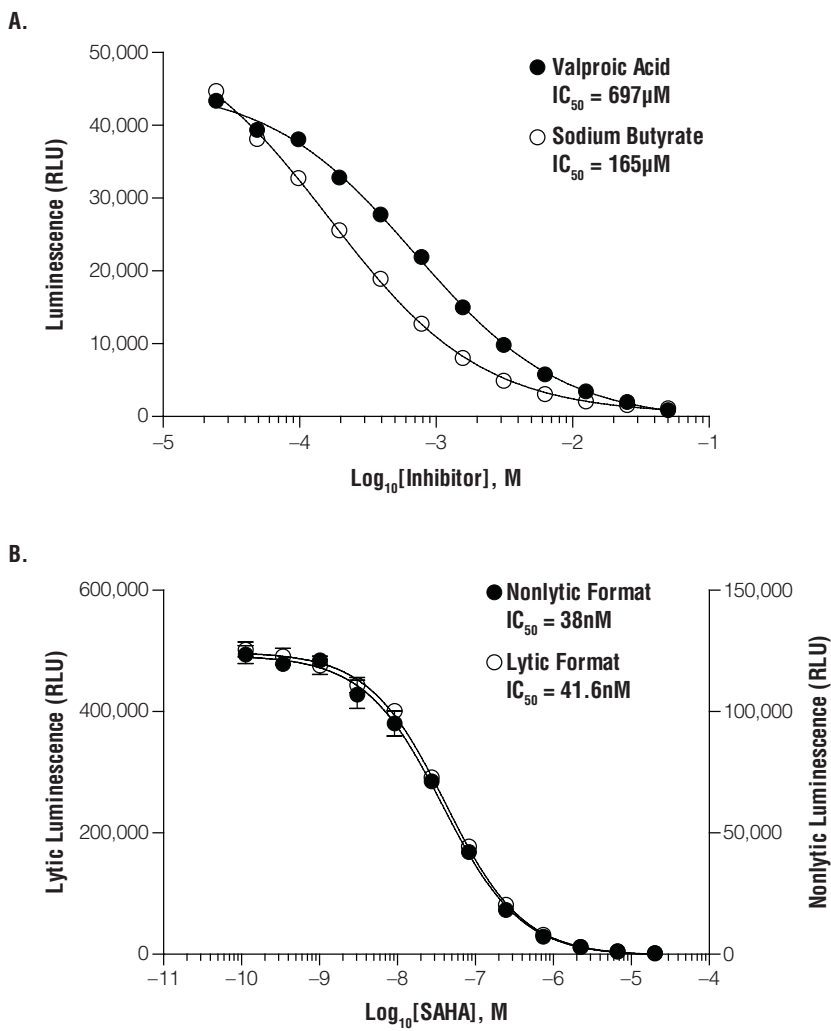 A.
50,000
40,000
30,000
20,000
10,000
0
Luminescence (RLU)
Valproic Acid
IC50 = 697µM
Sodium Butyrate
IC50 = 165µM
–5 –4 –3 –2 –1
Log10[Inhibitor], M
B.
600,000
400,000
200,000
0
Lytic Luminescence (RLU)
Nonlytic Format
IC50 = 38nM
Lytic Format
IC50 = 41.6nM
150,000
100,000
50,000
0
Nonlytic Luminescence (RLU)
–11 –10 –9 –8 –7 –6 –5 –4
Log10[SAHA], M